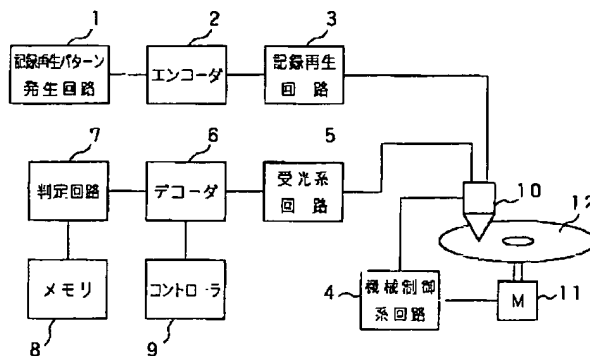 1
2
3
記録再生パターン
発生回路
エンコーダ
記録再生
回路
7
6
5
判定回路
デコーダ
受光系
回路
10
12
メモリ
コントローラ
4
機械制御
系回路
M
11
8
9